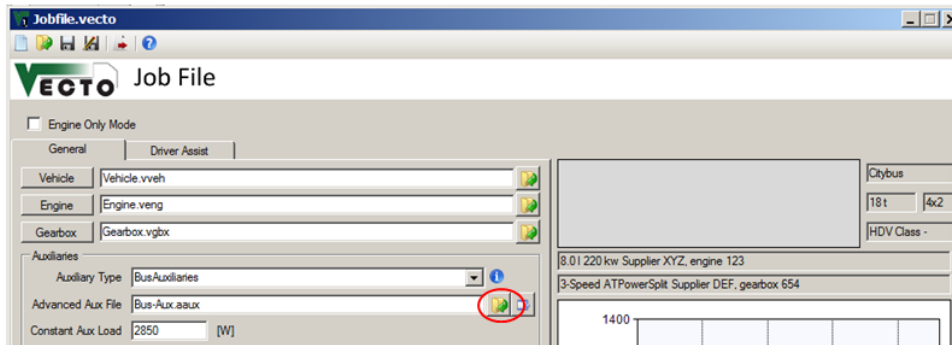 Jobfile.vecto
VECTO Job File
Engine Only Mode
General Driver Assist
Vehicle Vehicle.vveh
Engine Engine.veng
Gearbox Gearbox.vgbx
Auxiliaries
Auxiliary Type BusAuxiliaries
Advanced Aux File Bus-Aux.aaux
Constant Aux Load 2850 [W]
Citybus
18 t 4x2
HDV Class -
8.0 l 220 kw Supplier XYZ, engine 123
3-Speed ATPowerSplit Supplier DEF, gearbox 654
1400